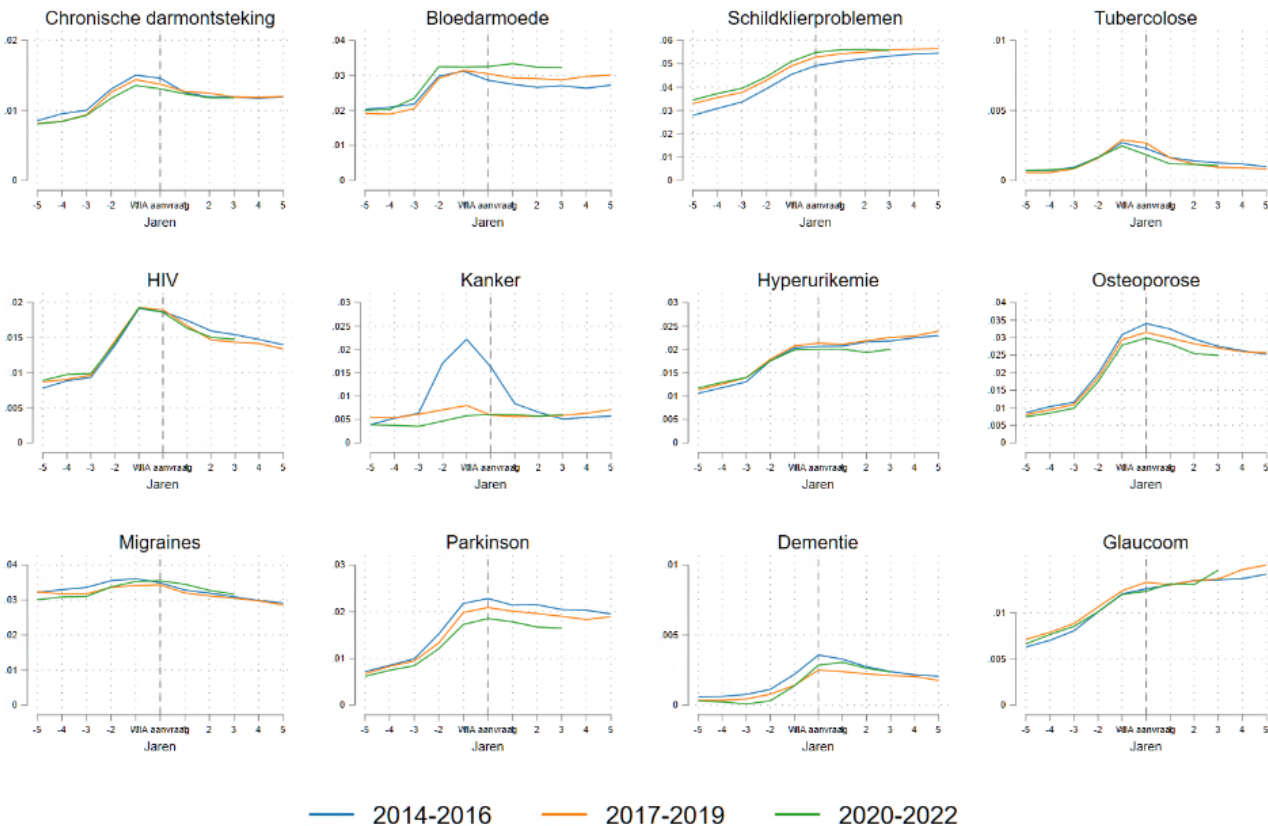 Chronische darmontsteking
.02
.01
0
-5 -4 -3 -2 WIA aanvraag 2 3 4 5
Jaren
Bloedarmoede
.04
.03
.02
.01
0
-5 -4 -3 -2 WIA aanvraag 2 3 4 5
Jaren
Schildklierproblemen
.06
.05
.04
.03
.02
.01
0
-5 -4 -3 -2 WIA aanvraag 2 3 4 5
Jaren
Tubercolose
.01
.005
0
-5 -4 -3 -2 WIA aanvraag 2 3 4 5
Jaren
HIV
.02
.015
.01
.005
0
-5 -4 -3 -2 WIA aanvraag 2 3 4 5
Jaren
Kanker
.03
.025
.02
.015
.01
.005
0
-5 -4 -3 -2 WIA aanvraag 2 3 4 5
Jaren
Hyperurikemie
.03
.025
.02
.015
.01
.005
0
-5 -4 -3 -2 WIA aanvraag 2 3 4 5
Jaren
Osteoporose
.04
.035
.03
.025
.02
.015
.01
.005
0
-5 -4 -3 -2 WIA aanvraag 2 3 4 5
Jaren
Migraines
.04
.03
.02
.01
0
-5 -4 -3 -2 WIA aanvraag 2 3 4 5
Jaren
Parkinson
.03
.02
.01
0
-5 -4 -3 -2 WIA aanvraag 2 3 4 5
Jaren
Dementie
.01
.005
0
-5 -4 -3 -2 WIA aanvraag 2 3 4 5
Jaren
Glaucoom
.01
.005
0
-5 -4 -3 -2 WIA aanvraag 2 3 4 5
Jaren
2014-2016 2017-2019 2020-2022